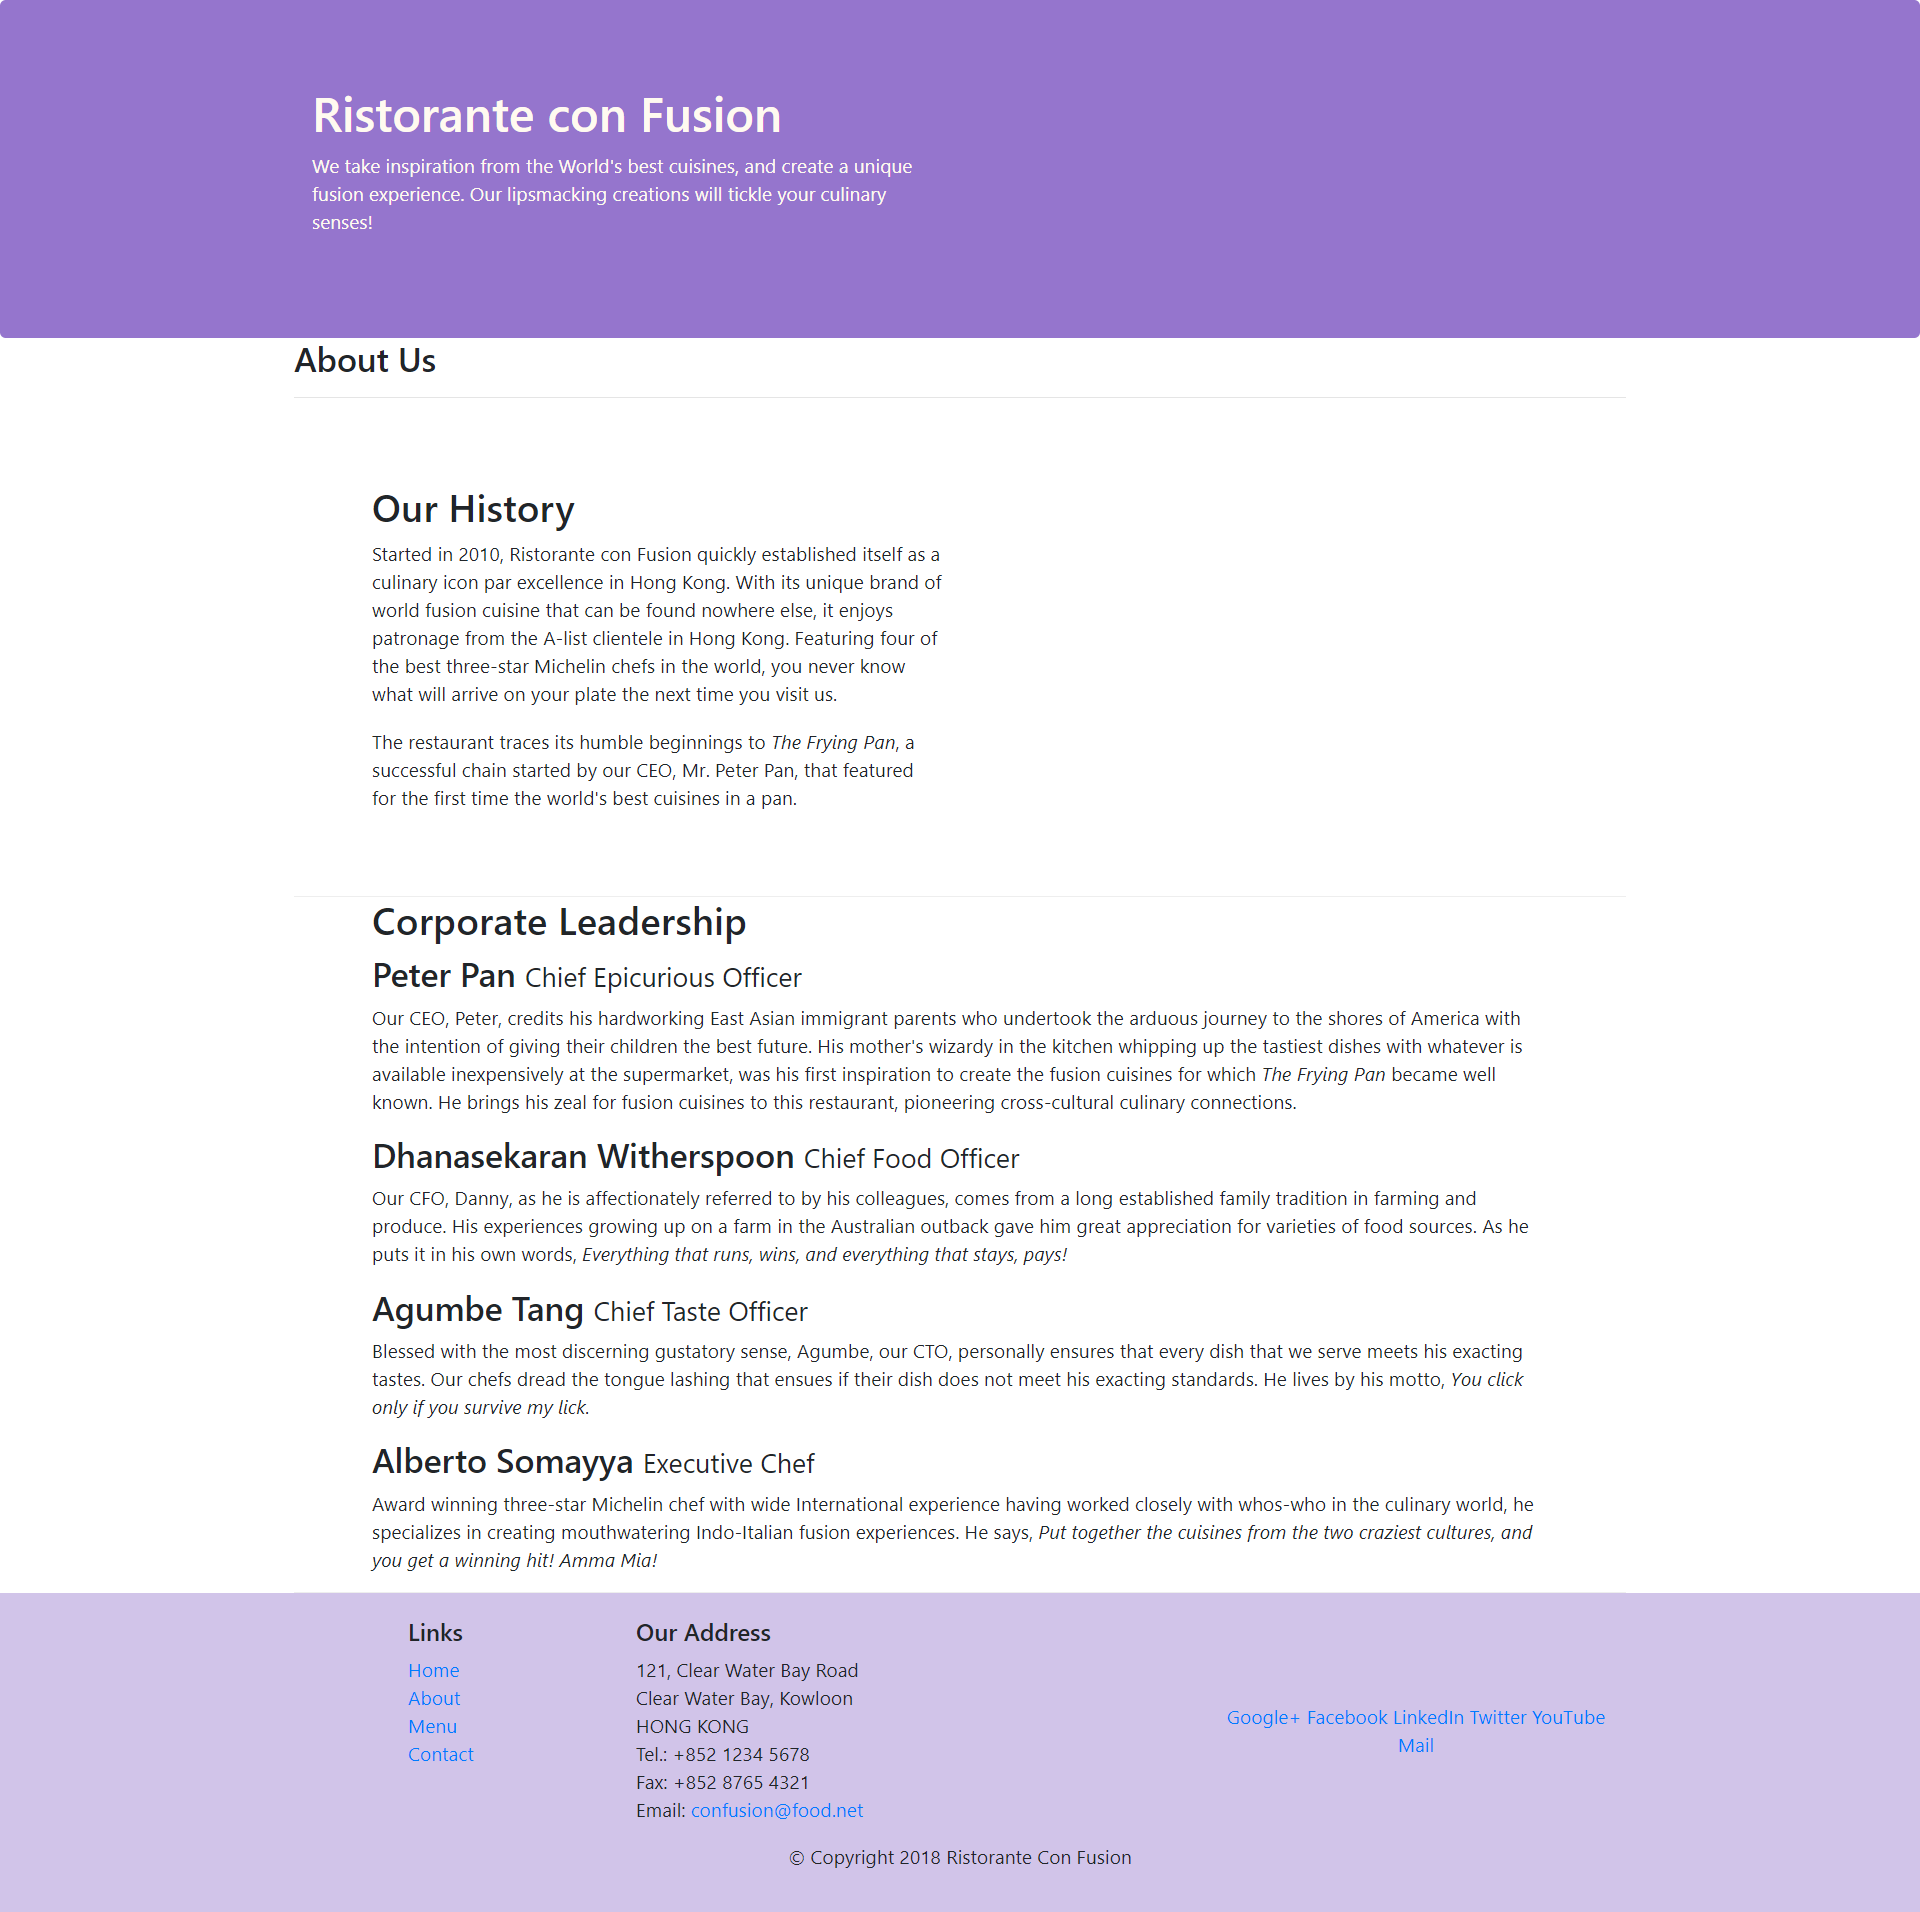 Ristorante con Fusion
We take inspiration from the World's best cuisines, and create a unique
fusion experience. Our lipsmacking creations will tickle your culinary
senses!
About Us
Our History
Started in 2010, Ristorante con Fusion quickly established itself as a
culinary icon par excellence in Hong Kong. With its unique brand of
world fusion cuisine that can be found nowhere else, it enjoys
patronage from the A-list clientele in Hong Kong. Featuring four of
the best three-star Michelin chefs in the world, you never know
what will arrive on your plate the next time you visit us.
The restaurant traces its humble beginnings to The Frying Pan, a
successful chain started by our CEO, Mr. Peter Pan, that featured
for the first time the world's best cuisines in a pan.
Corporate Leadership
Peter Pan Chief Epicurious Officer
Our CEO, Peter, credits his hardworking East Asian immigrant parents who undertook the arduous journey to the shores of America with
the intention of giving their children the best future. His mother's wizardy in the kitchen whipping up the tastiest dishes with whatever is
available inexpensively at the supermarket, was his first inspiration to create the fusion cuisines for which The Frying Pan became well
known. He brings his zeal for fusion cuisines to this restaurant, pioneering cross-cultural culinary connections.
Dhanasekaran Witherspoon Chief Food Officer
Our CFO, Danny, as he is affectionately referred to by his colleagues, comes from a long established family tradition in farming and
produce. His experiences growing up on a farm in the Australian outback gave him great appreciation for varieties of food sources. As he
puts it in his own words, Everything that runs, wins, and everything that stays, pays!
Agumbe Tang Chief Taste Officer
Blessed with the most discerning gustatory sense, Agumbe, our CTO, personally ensures that every dish that we serve meets his exacting
tastes. Our chefs dread the tongue lashing that ensues if their dish does not meet his exacting standards. He lives by his motto, You click
only if you survive my lick.
Alberto Somayya Executive Chef
Award winning three-star Michelin chef with wide International experience having worked closely with whos-who in the culinary world, he
specializes in creating mouthwatering Indo-Italian fusion experiences. He says, Put together the cuisines from the two craziest cultures, and
you get a winning hit! Amma Mia!
Links
Home
About
Menu
Contact
Our Address
121, Clear Water Bay Road
Clear Water Bay, Kowloon
HONG KONG
Tel.: +852 1234 5678
Fax: +852 8765 4321
Email: confusion@food.net
Google+ Facebook LinkedIn Twitter YouTube
Mail
© Copyright 2018 Ristorante Con Fusion